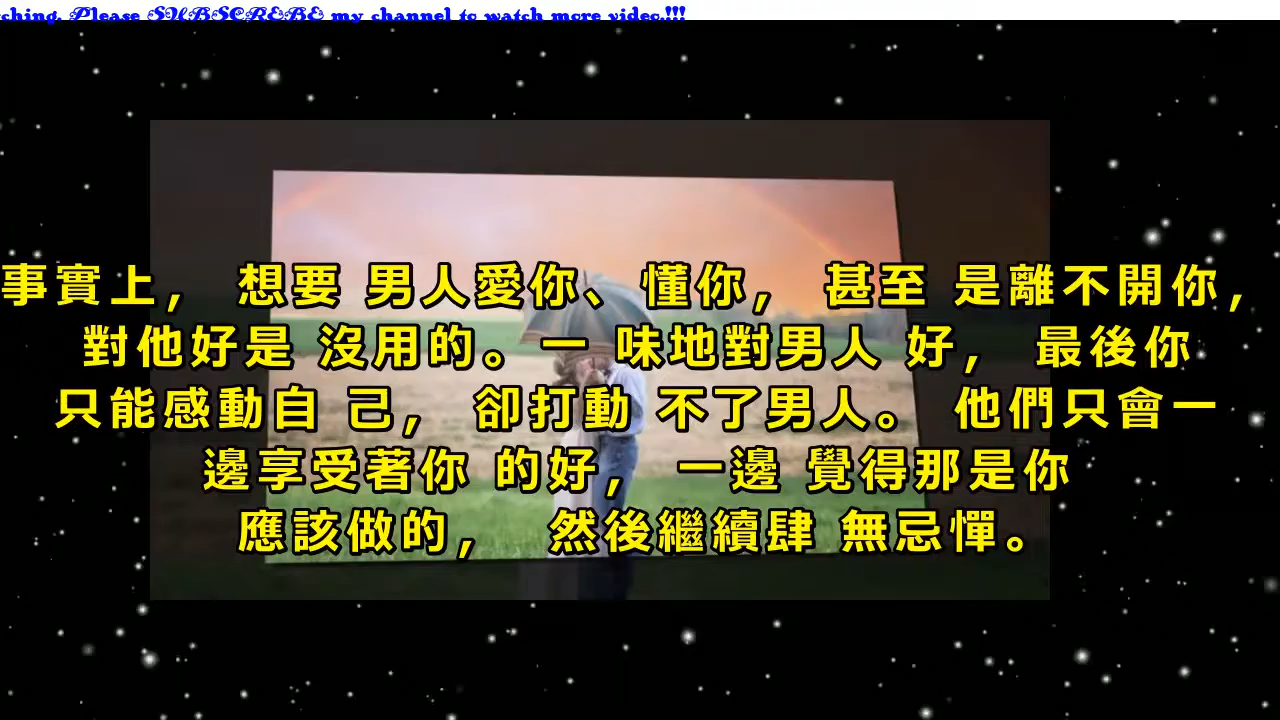 ching. Please SUBSCREBE my channel to watch more video.!!!
事實上， 想要 男人愛你、懂你， 甚至 是離不開你，
對他好是 沒用的。一 味地對男人 好， 最後你
只能感動自 己， 卻打動 不了男人。 他們只會一
邊享受著你 的好， 一邊 覺得那是你
應該做的， 然後繼續肆 無忌憚。